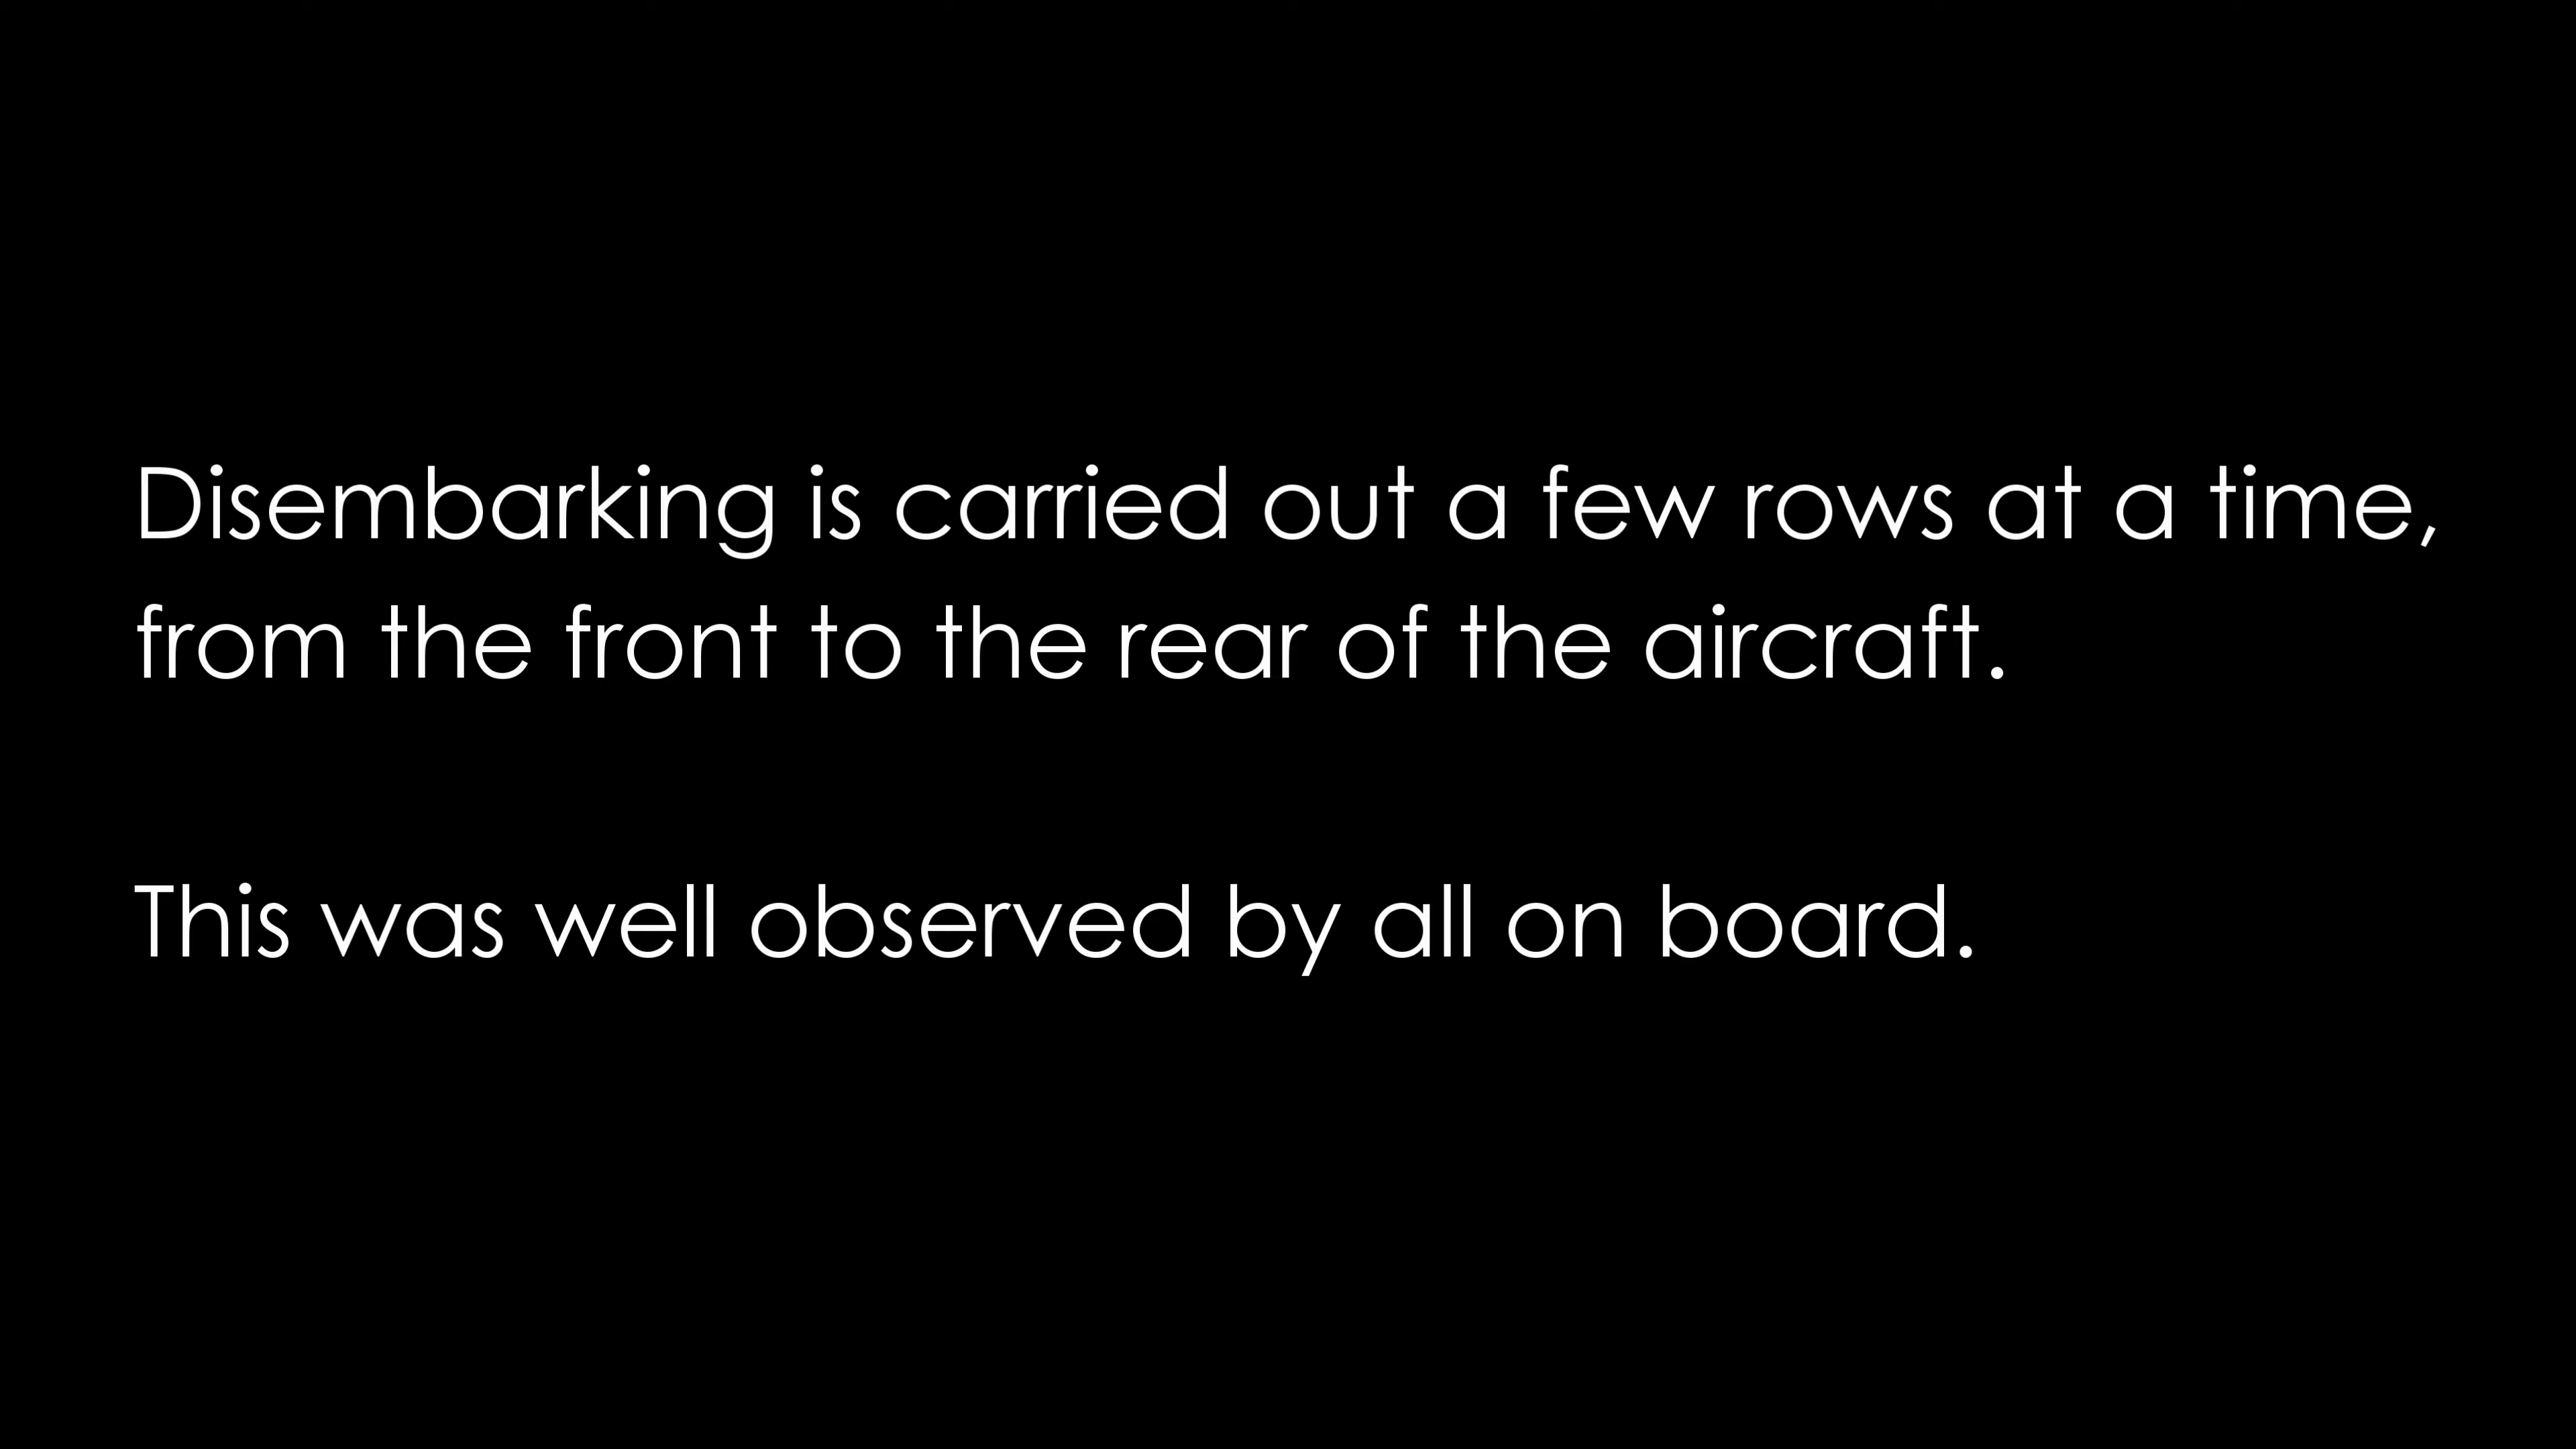 Disembarking is carried out a few rows at a time,
from the front to the rear of the aircraft.
This was well observed by all on board.